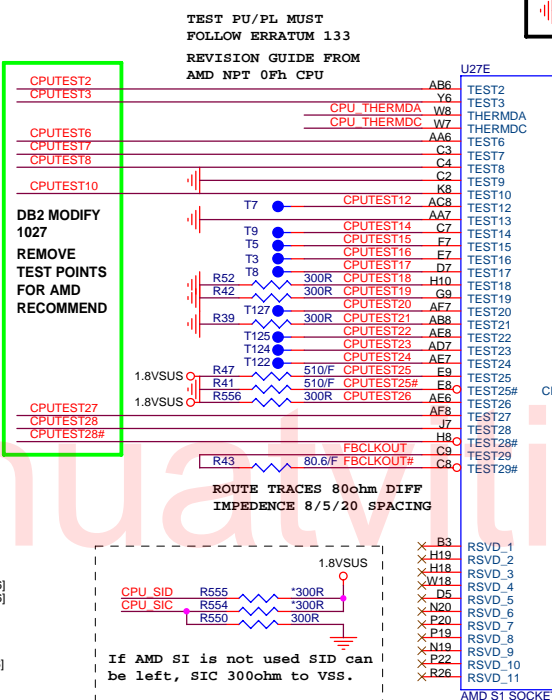 TEST PU/PL MUST
FOLLOW ERRATUM 133
REVISION GUIDE FROM
AMD NPT 0Fh CPU
U27E
CPUTEST2 AB6 TEST2
CPUTEST3 Y6 TEST3
CPU_THERMDA W8 THERMDA
CPU_THERMDC W7 THERMDC
CPUTEST6 AA6 TEST6
CPUTEST7 C3 TEST7
CPUTEST8 C4 TEST8
C2 TEST9
CPUTEST10 K8 TEST10
T7 CPUTEST12 AC8 TEST12
AA7 TEST13
T9 CPUTEST14 C7 TEST14
T5 CPUTEST15 F7 TEST15
T3 CPUTEST16 E7 TEST16
T8 CPUTEST17 D7 TEST17
R52 300R CPUTEST18 H10 TEST18
R42 300R CPUTEST19 G9 TEST19
T127 CPUTEST20 AF7 TEST20
R39 300R CPUTEST21 AB8 TEST21
T125 CPUTEST22 AE8 TEST22
T124 CPUTEST23 AD7 TEST23
T122 CPUTEST24 AE7 TEST24
1.8VSUS R47 510/F CPUTEST25 E9 TEST25
R41 510/F CPUTEST25# E8 TEST25#
1.8VSUS R556 300R CPUTEST26 AE6 TEST26
CPUTEST27 AF8 TEST27
CPUTEST28 J7 TEST28
CPUTEST28# H8 TEST28#
FBCLKOUT C9 TEST29
R43 80.6/F FBCLKOUT# C8 TEST29#
DB2 MODIFY
1027
REMOVE
TEST POINTS
FOR AMD
RECOMMEND
ROUTE TRACES 80ohm DIFF
IMPEDENCE 8/5/20 SPACING
B3 RSVD_1
H19 RSVD_2
H18 RSVD_3
W18 RSVD_4
D5 RSVD_5
N20 RSVD_6
P20 RSVD_7
P19 RSVD_8
N19 RSVD_9
P22 RSVD_10
R26 RSVD_11
1.8VSUS
CPU_SID R555 *300R
CPU_SIC R554 *300R
R550 300R
If AMD SI is not used SID can
be left, SIC 300ohm to VSS.
AMD S1 SOCKET